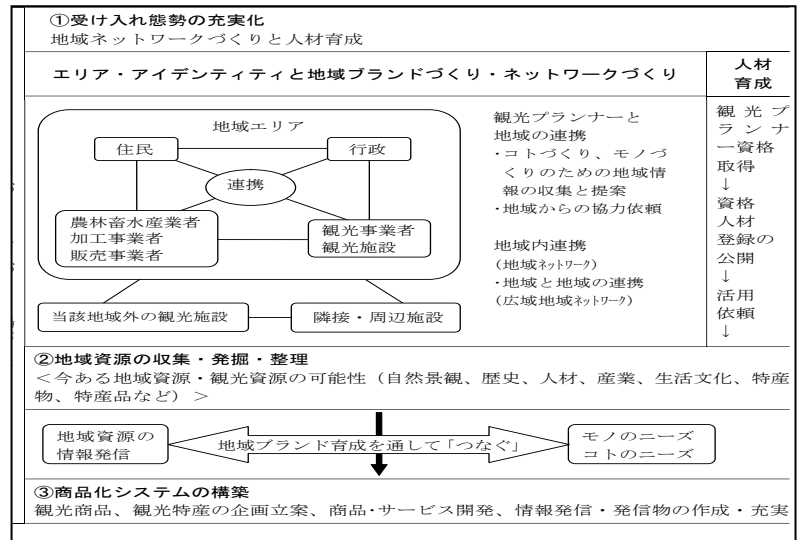 ①受け入れ態勢の充実化
地域ネットワークづくりと人材育成
エリア・アイデンティティと地域ブランドづくり・ネットワークづくり
人材
育成
地域エリア
住民
行政
連携
農林畜水産業者
加工事業者
販売事業者
観光事業者
観光施設
当該地域外の観光施設
隣接・周辺施設
観光プランナーと
地域の連携
・コトづくり、モノづ
くりのための地域情
報の収集と提案
・地域からの協力依頼
地域内連携
(地域ネットワーク)
・地域と地域の連携
(広域地域ネットワーク)
観光プ
ランナ
ー資格
取得
↓
資格
人材
登録の
公開
↓
活用
依頼
↓
②地域資源の収集・発掘・整理
＜今ある地域資源・観光資源の可能性（自然景観、歴史、人材、産業、生活文化、特産
物、特産品など）＞
地域資源の
情報発信
地域ブランド育成を通して「つなぐ」
モノのニーズ
コトのニーズ
③商品化システムの構築
観光商品、観光特産の企画立案、商品・サービス開発、情報発信・発信物の作成・充実